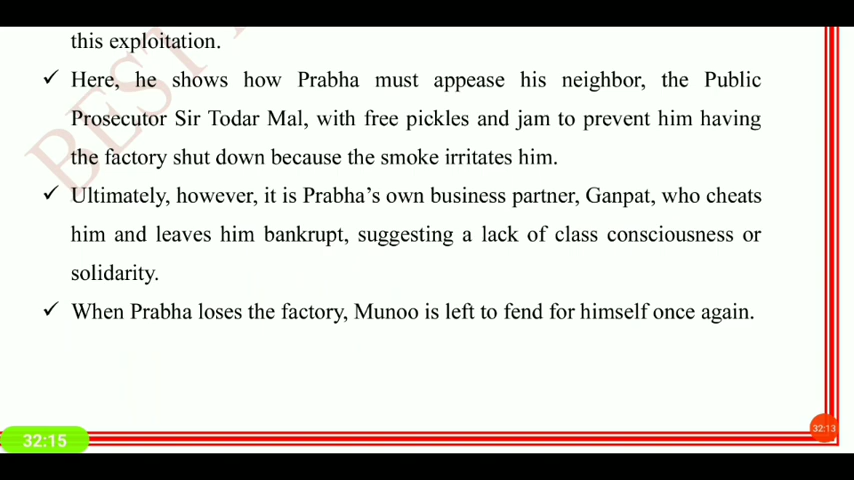 this exploitation.
✓ Here, he shows how Prabha must appease his neighbor, the Public
Prosecutor Sir Todar Mal, with free pickles and jam to prevent him having
the factory shut down because the smoke irritates him.
✓ Ultimately, however, it is Prabha's own business partner, Ganpat, who cheats
him and leaves him bankrupt, suggesting a lack of class consciousness or
solidarity.
✓ When Prabha loses the factory, Munoo is left to fend for himself once again.
32:15
32:13
BEST